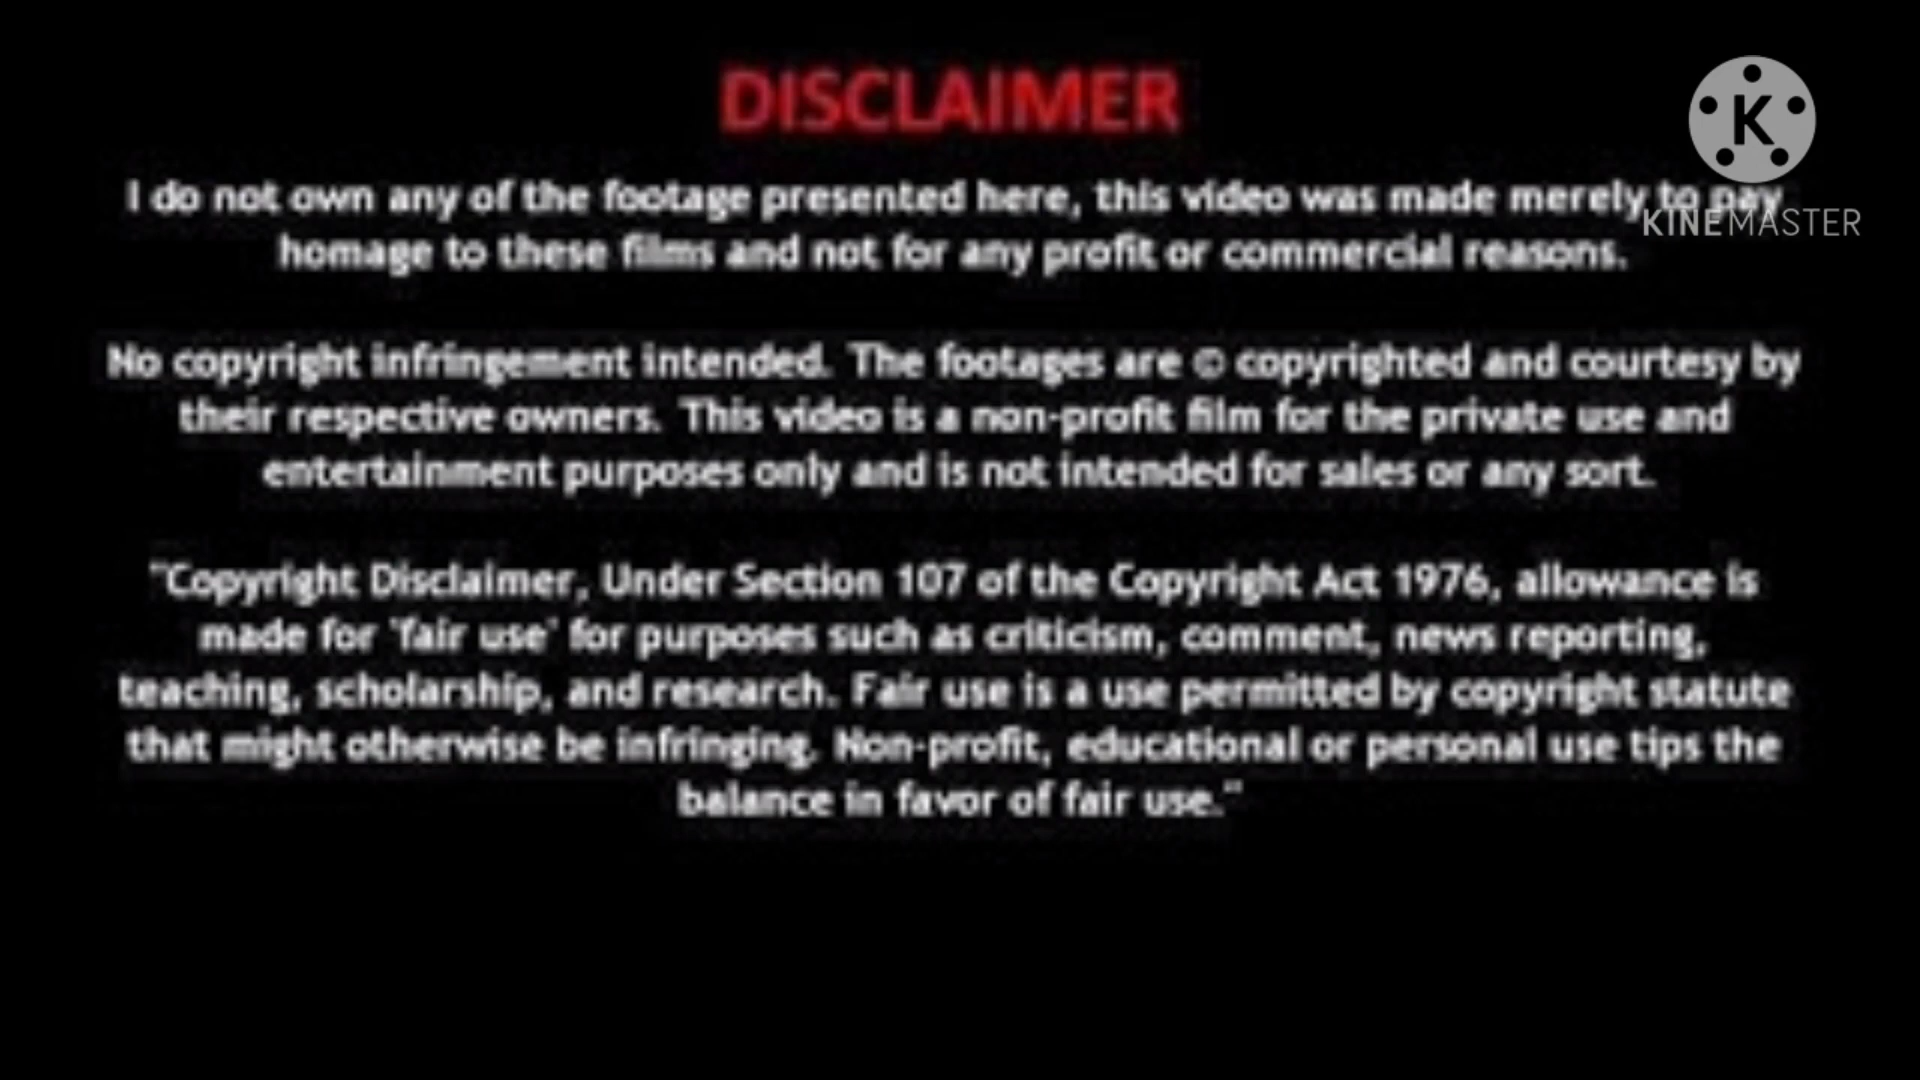 DISCLAIMER
I do not own any of the footage presented here, this video was made merely to pay
homage to these films and not for any profit or commercial reasons.
No copyright infringement intended. The footages are © copyrighted and courtesy by
their respective owners. This video is a non-profit film for the private use and
entertainment purposes only and is not intended for sales or any sort.
"Copyright Disclaimer, Under Section 107 of the Copyright Act 1976, allowance is
made for 'fair use' for purposes such as criticism, comment, news reporting,
teaching, scholarship, and research. Fair use is a use permitted by copyright statute
that might otherwise be infringing. Non-profit, educational or personal use tips the
balance in favor of fair use."
K
KINEMASTER